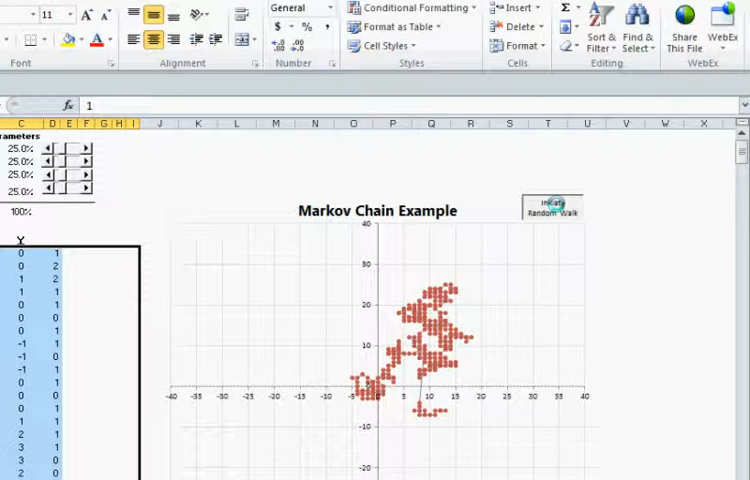 11
General
Conditional Formatting
Insert
Σ
$ % ,
Format as Table
Delete
Cell Styles
Format
Sort &
Filter
Find &
Select
Share
This File
WebEx
Font
Alignment
Number
Styles
Cells
Editing
WebEx
fx 1
C D E F G H I J K L M N O P Q R S T U V W X
rameters
25.0%
25.0%
25.0%
25.0%
100%
Y
0 1
0 2
1 2
1 1
0 1
0 0
0 1
-1 1
-1 0
-1 1
0 1
0 0
0 0
0 1
1 1
2 1
3 1
3 0
2 0
Markov Chain Example
Random Walk
40
30
20
10
-40 -35 -30 -25 -20 -15 -10 -5 0 5 10 15 20 25 30 35 40
-10
-20